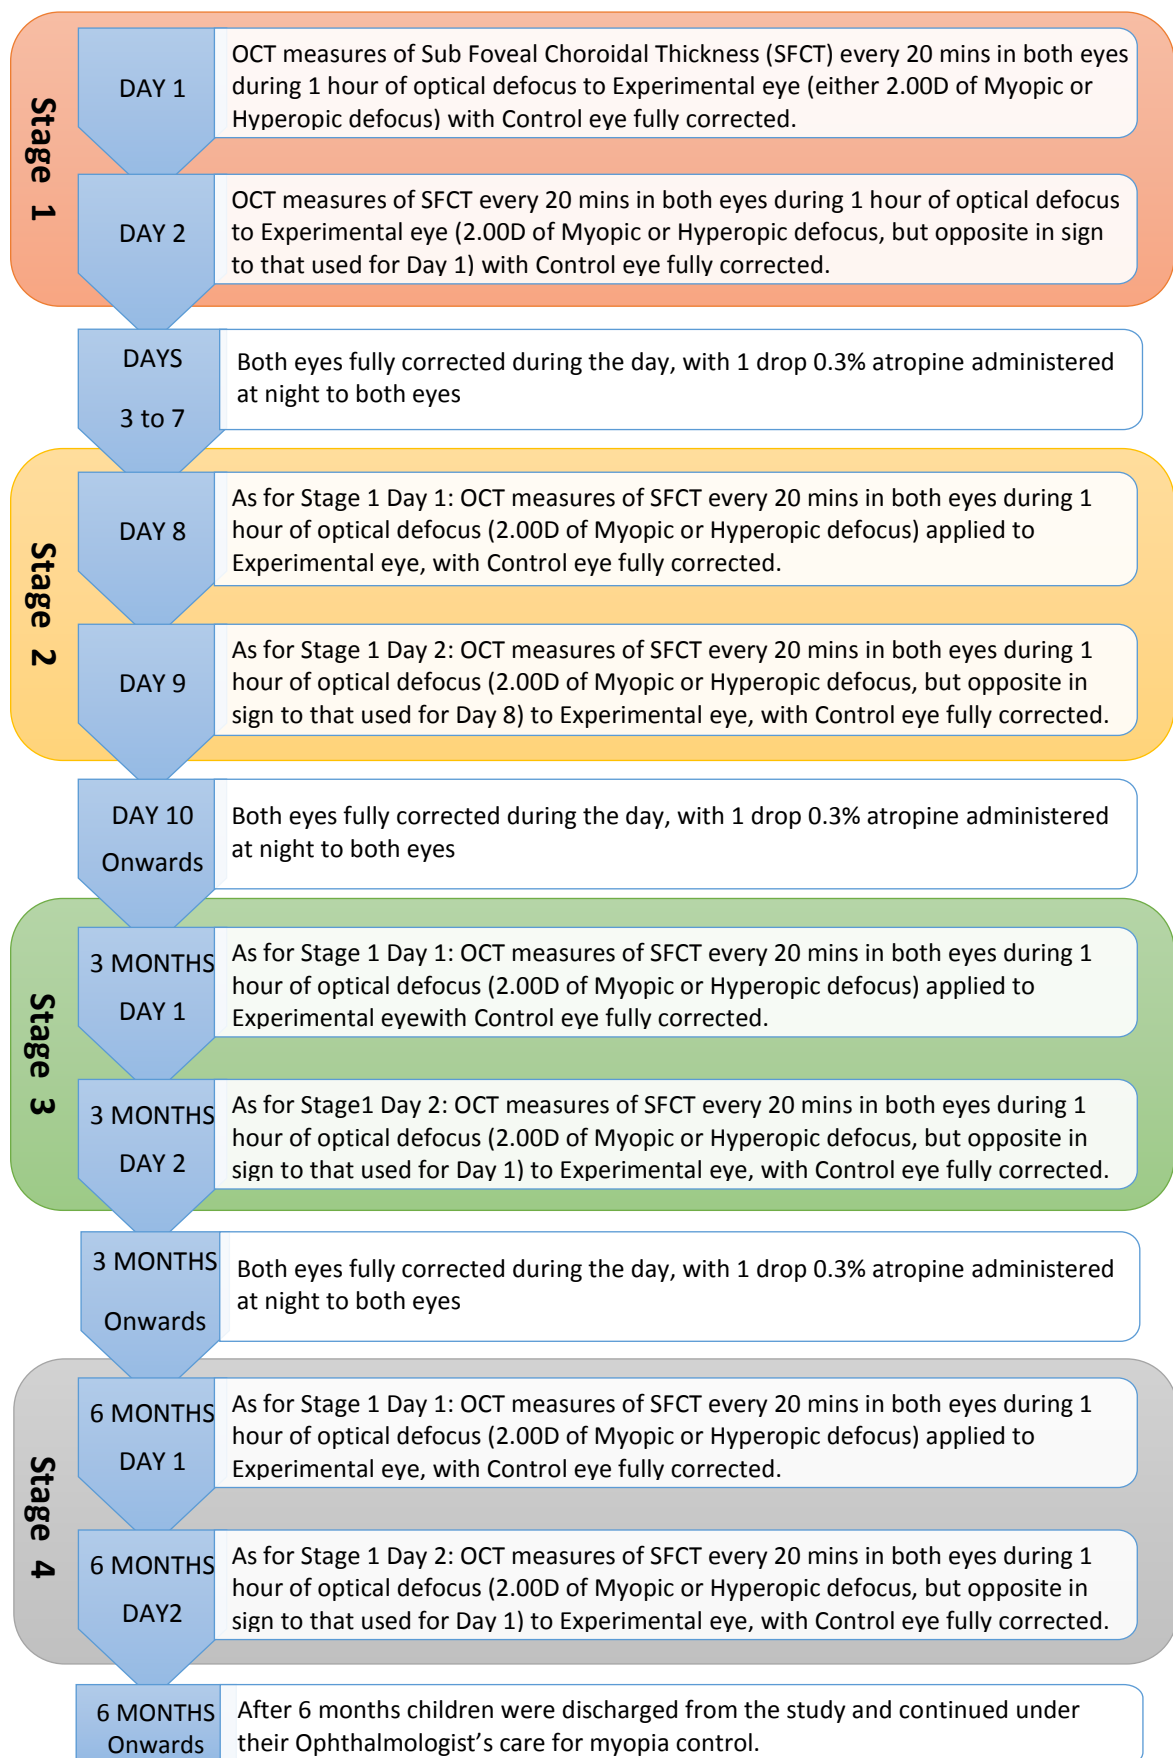 Stage 1
DAY 1
OCT measures of Sub Foveal Choroidal Thickness (SFCT) every 20 mins in both eyes
during 1 hour of optical defocus to Experimental eye (either 2.00D of Myopic or
Hyperopic defocus) with Control eye fully corrected.
DAY 2
OCT measures of SFCT every 20 mins in both eyes during 1 hour of optical defocus
to Experimental eye (2.00D of Myopic or Hyperopic defocus, but opposite in sign
to that used for Day 1) with Control eye fully corrected.
DAYS
3 to 7
Both eyes fully corrected during the day, with 1 drop 0.3% atropine administered
at night to both eyes
Stage 2
DAY 8
As for Stage 1 Day 1: OCT measures of SFCT every 20 mins in both eyes during 1
hour of optical defocus (2.00D of Myopic or Hyperopic defocus) applied to
Experimental eye, with Control eye fully corrected.
DAY 9
As for Stage 1 Day 2: OCT measures of SFCT every 20 mins in both eyes during 1
hour of optical defocus (2.00D of Myopic or Hyperopic defocus, but opposite in
sign to that used for Day 8) to Experimental eye, with Control eye fully corrected.
DAY 10
Onwards
Both eyes fully corrected during the day, with 1 drop 0.3% atropine administered
at night to both eyes
Stage 3
3 MONTHS
DAY 1
As for Stage 1 Day 1: OCT measures of SFCT every 20 mins in both eyes during 1
hour of optical defocus (2.00D of Myopic or Hyperopic defocus) applied to
Experimental eyewith Control eye fully corrected.
3 MONTHS
DAY 2
As for Stage1 Day 2: OCT measures of SFCT every 20 mins in both eyes during 1
hour of optical defocus (2.00D of Myopic or Hyperopic defocus, but opposite in
sign to that used for Day 1) to Experimental eye, with Control eye fully corrected.
3 MONTHS
Onwards
Both eyes fully corrected during the day, with 1 drop 0.3% atropine administered
at night to both eyes
Stage 4
6 MONTHS
DAY 1
As for Stage 1 Day 1: OCT measures of SFCT every 20 mins in both eyes during 1
hour of optical defocus (2.00D of Myopic or Hyperopic defocus) applied to
Experimental eye, with Control eye fully corrected.
6 MONTHS
DAY2
As for Stage 1 Day 2: OCT measures of SFCT every 20 mins in both eyes during 1
hour of optical defocus (2.00D of Myopic or Hyperopic defocus, but opposite in
sign to that used for Day 1) to Experimental eye, with Control eye fully corrected.
6 MONTHS
Onwards
After 6 months children were discharged from the study and continued under
their Ophthalmologist’s care for myopia control.